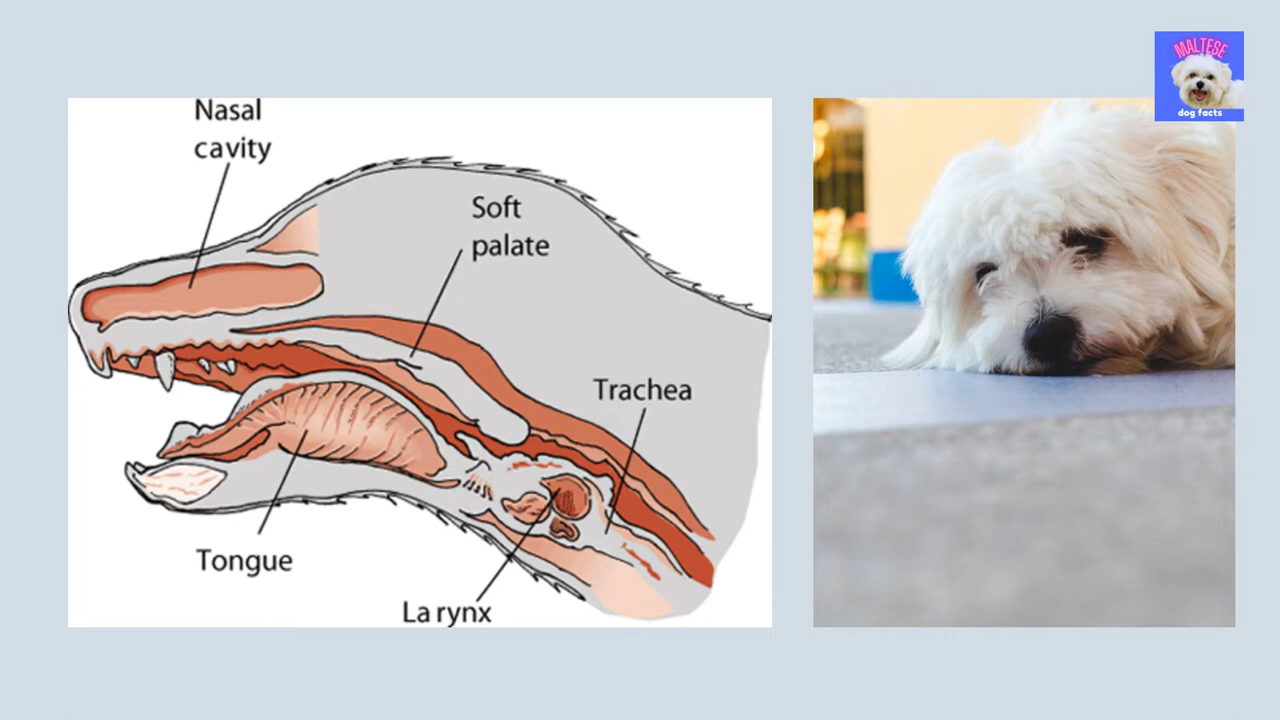 Nasal
cavity
Soft
palate
Trachea
Tongue
La rynx
MALTESE
dog facts